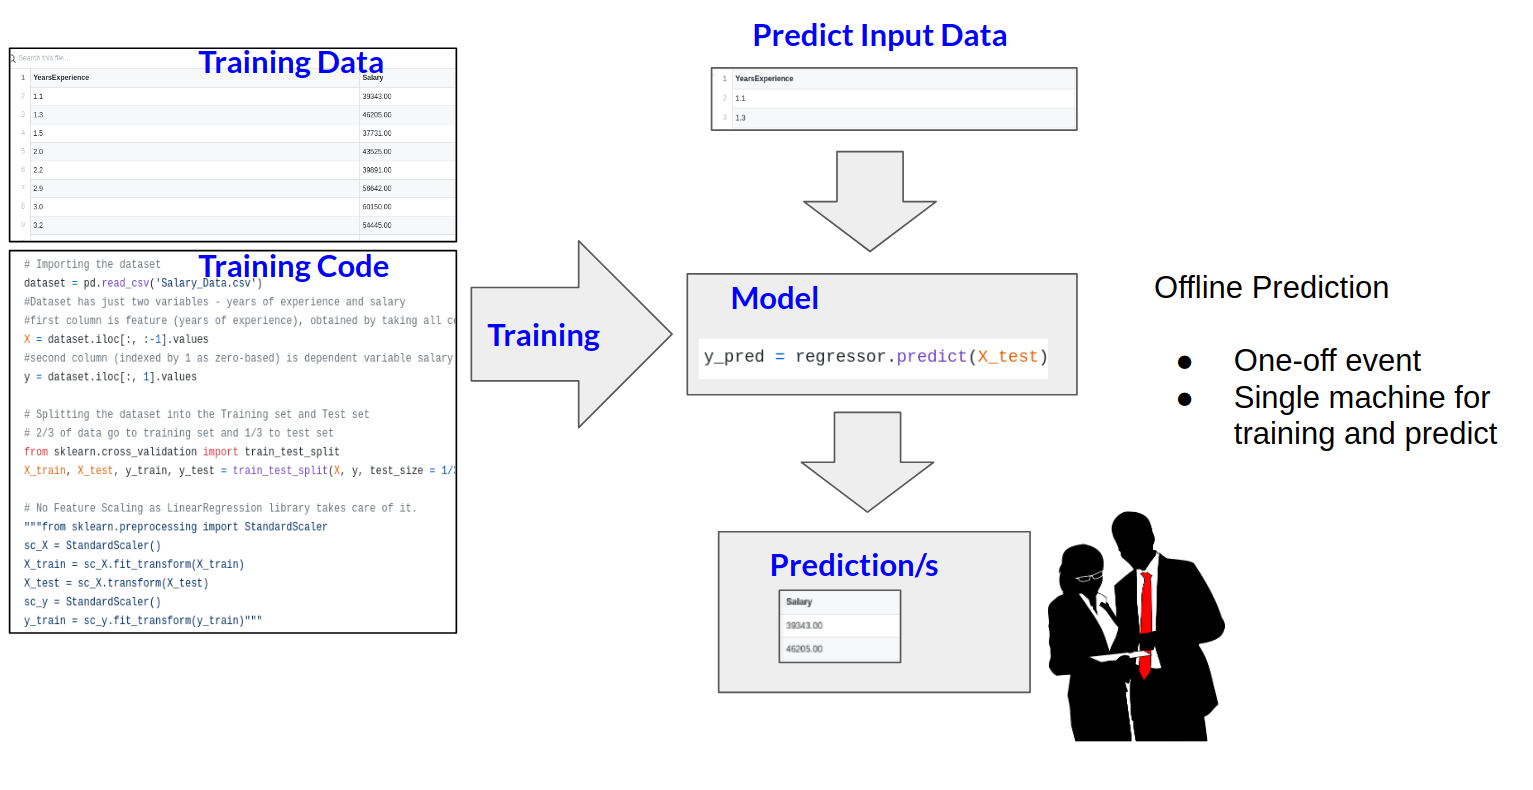 Training Data
Search this file...
1 YearsExperience Salary
2 1.1 39343.00
3 1.3 46205.00
4 1.5 37731.00
5 2.0 43525.00
6 2.2 39891.00
7 2.9 56642.00
8 3.0 60150.00
9 3.2 54445.00
Training Code
# Importing the dataset
dataset = pd.read_csv('Salary_Data.csv')
#Dataset has just two variables - years of experience and salary
#first column is feature (years of experience), obtained by taking all
X = dataset.iloc[:, :-1].values
#second column (indexed by 1 as zero-based) is dependent variable salary
y = dataset.iloc[:, 1].values
# Splitting the dataset into the Training set and Test set
# 2/3 of data go to training set and 1/3 to test set
from sklearn.cross_validation import train_test_split
X_train, X_test, y_train, y_test = train_test_split(X, y, test_size = 1/3
# No Feature Scaling as LinearRegression library takes care of it.
"""from sklearn.preprocessing import StandardScaler
sc_X = StandardScaler()
X_train = sc_X.fit_transform(X_train)
X_test = sc_X.transform(X_test)
sc_y = StandardScaler()
y_train = sc_y.fit_transform(y_train)"""
Training
Predict Input Data
1 YearsExperience
2 1.1
3 1.3
Model
y_pred = regressor.predict(X_test)
Prediction/s
Salary
39343.00
46205.00
Offline Prediction
● One-off event
● Single machine for
training and predict